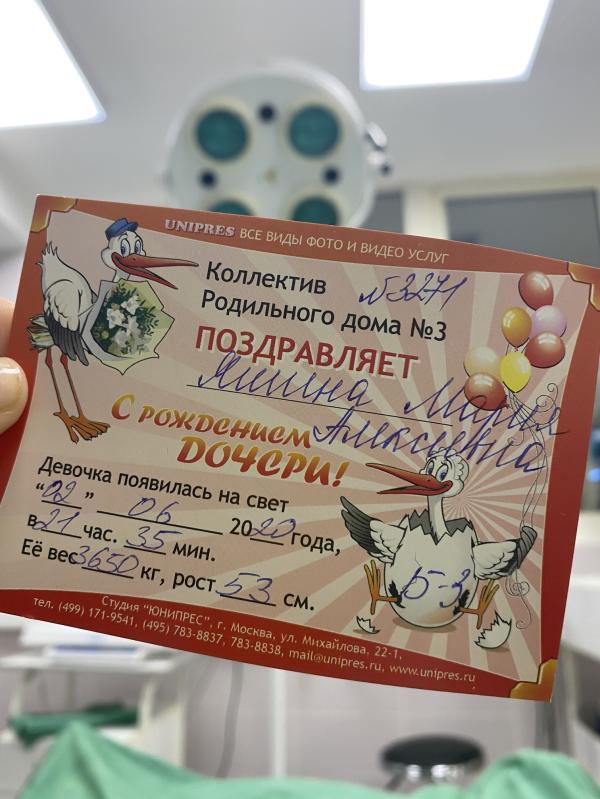 UNIPRES ВСЕ ВИДЫ ФОТО И ВИДЕО УСЛУГ
Коллектив №3271
Родильного дома №3
ПОЗДРАВЛЯЕТ
Яшина Мария
Алексеевна
С РОЖДЕНИЕМ
ДОЧЕРИ!
Девочка появилась на свет
"02" 06 2020 года,
в 21 час. 35 мин.
Её вес 3650 кг, рост 53 см.
15-3
Студия "ЮНИПРЕС", г. Москва, ул. Михайлова, 22-1,
тел. (499) 171-9541, (495) 783-8837, 783-8838, mail@unipres.ru, www.unipres.ru